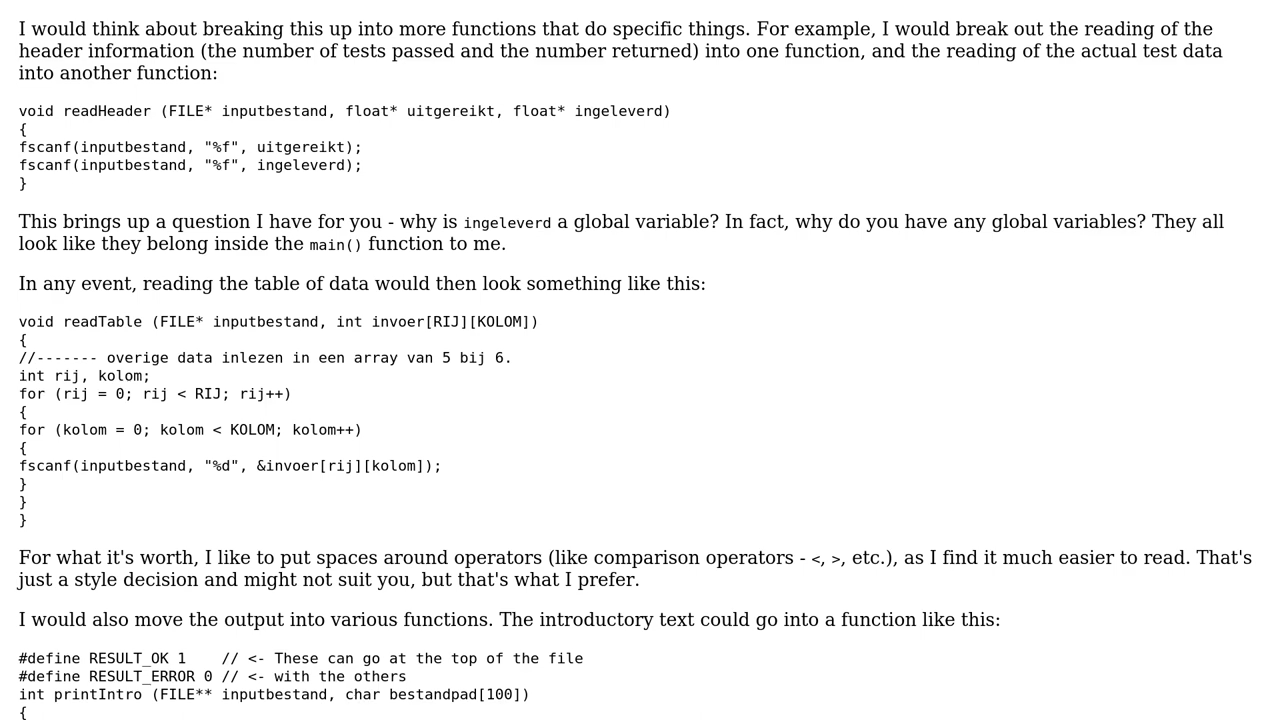 I would think about breaking this up into more functions that do specific things. For example, I would break out the reading of the
header information (the number of tests passed and the number returned) into one function, and the reading of the actual test data
into another function:
void readHeader (FILE* inputbestand, float* uitgereikt, float* ingeleverd)
{
fscanf(inputbestand, "%f", uitgereikt);
fscanf(inputbestand, "%f", ingeleverd);
}
This brings up a question I have for you - why is ingeleverd a global variable? In fact, why do you have any global variables? They all
look like they belong inside the main() function to me.
In any event, reading the table of data would then look something like this:
void readTable (FILE* inputbestand, int invoer[RIJ][KOLOM])
{
//------- overige data inlezen in een array van 5 bij 6.
int rij, kolom;
for (rij = 0; rij < RIJ; rij++)
{
for (kolom = 0; kolom < KOLOM; kolom++)
{
fscanf(inputbestand, "%d", &invoer[rij][kolom]);
}
}
}
For what it's worth, I like to put spaces around operators (like comparison operators - <, >, etc.), as I find it much easier to read. That's
just a style decision and might not suit you, but that's what I prefer.
I would also move the output into various functions. The introductory text could go into a function like this:
#define RESULT_OK 1    // <- These can go at the top of the file
#define RESULT_ERROR 0 // <- with the others
int printIntro (FILE** inputbestand, char bestandpad[100])
{